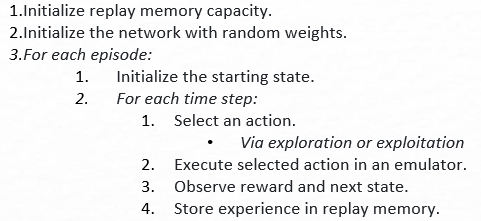 1.Initialize replay memory capacity.
2.Initialize the network with random weights.
3.For each episode:
1. Initialize the starting state.
2. For each time step:
1. Select an action.
• Via exploration or exploitation
2. Execute selected action in an emulator.
3. Observe reward and next state.
4. Store experience in replay memory.